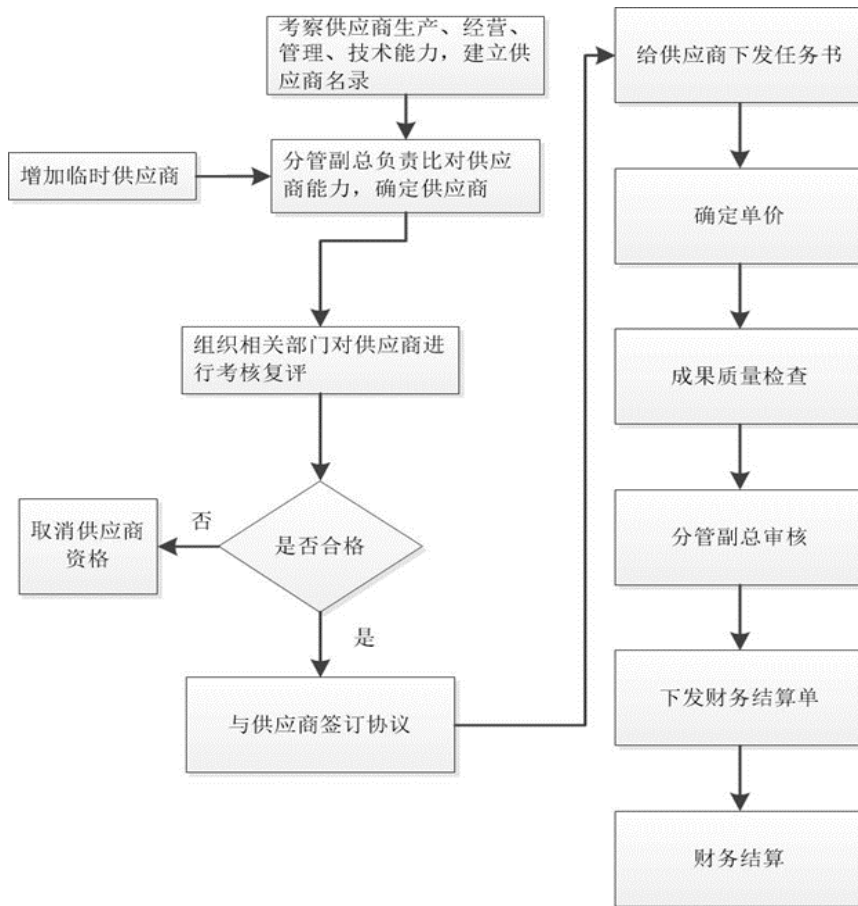 考察供应商生产、经营、
管理、技术能力，建立供
应商名录
增加临时供应商
分管副总负责比对供应
商能力，确定供应商
组织相关部门对供应商进
行考核复评
是否合格
否
取消供应商
资格
是
与供应商签订协议
给供应商下发任务书
确定单价
成果质量检查
分管副总审核
下发财务结算单
财务结算